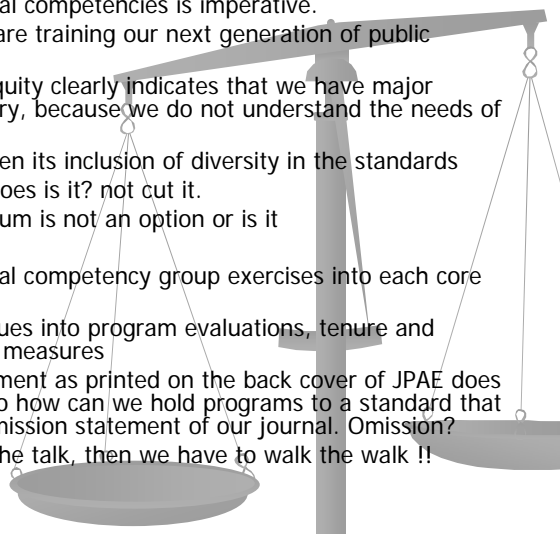 al competencies is imperative.
are training our next generation of public
quity clearly indicates that we have major
ry, because we do not understand the needs of
en its inclusion of diversity in the standards
oes is it? not cut it.
um is not an option or is it
al competency group exercises into each core
ues into program evaluations, tenure and
measures
ment as printed on the back cover of JPAE does
o how can we hold programs to a standard that
mission statement of our journal. Omission?
he talk, then we have to walk the walk !!